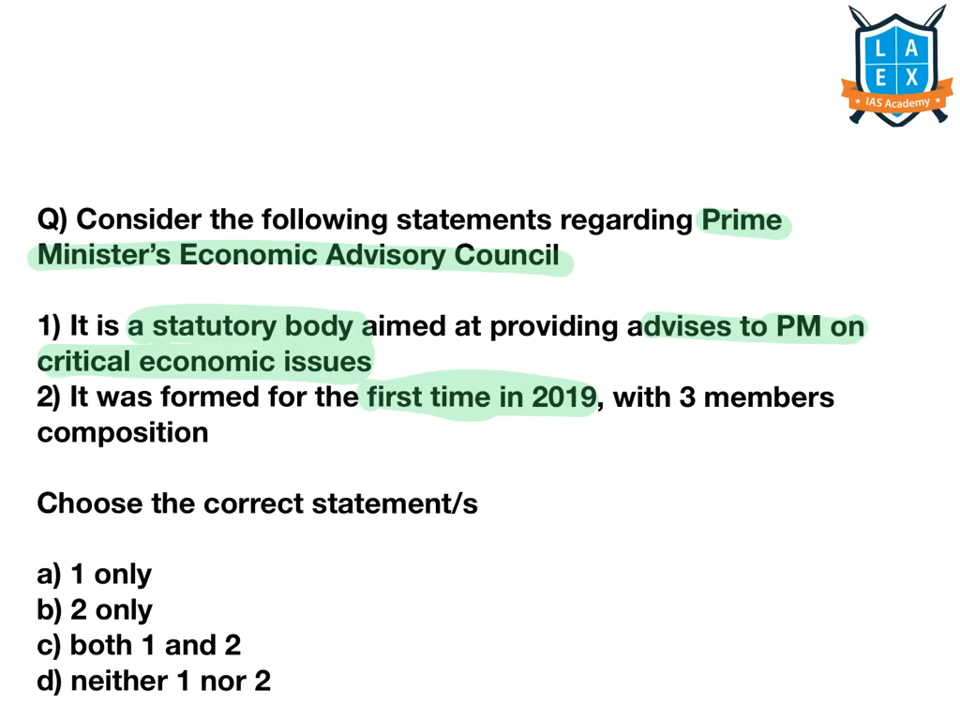 L A
E X
★ IAS Academy ★
Q) Consider the following statements regarding Prime
Minister’s Economic Advisory Council
1) It is a statutory body aimed at providing advises to PM on
critical economic issues
2) It was formed for the first time in 2019, with 3 members
composition
Choose the correct statement/s
a) 1 only
b) 2 only
c) both 1 and 2
d) neither 1 nor 2